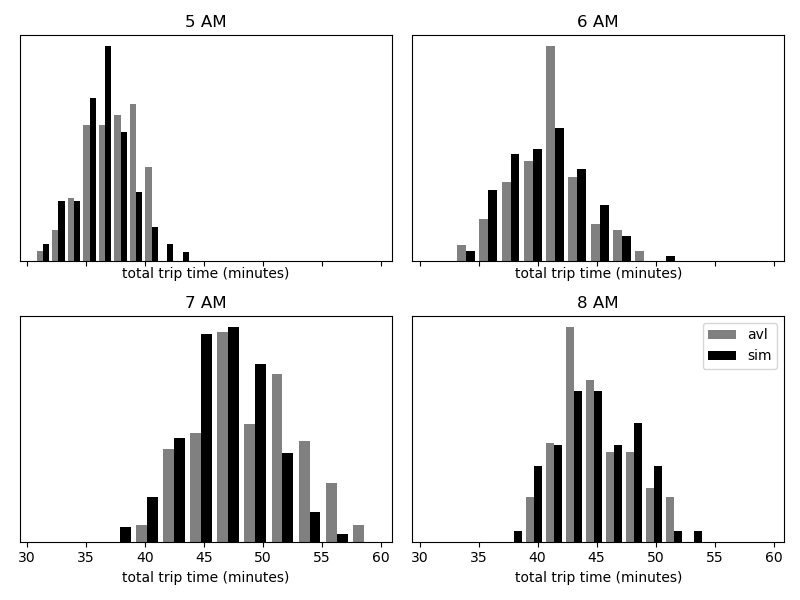 5 AM
6 AM
total trip time (minutes)
total trip time (minutes)
7 AM
8 AM
avl
sim
30 35 40 45 50 55 60
30 35 40 45 50 55 60
total trip time (minutes)
total trip time (minutes)